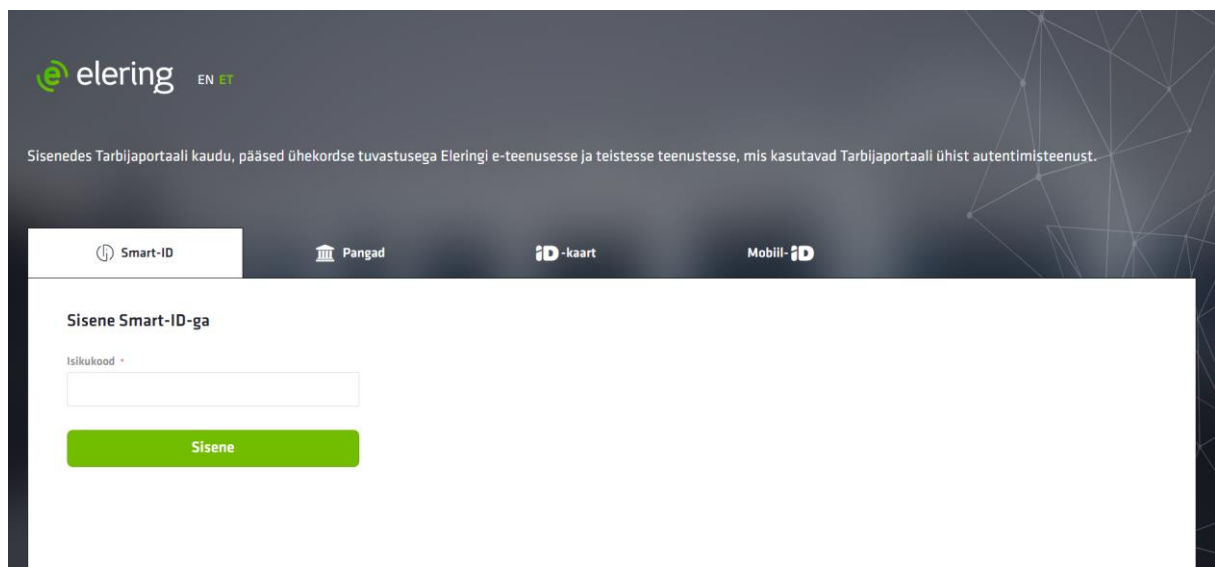 elering EN ET
Sisenedes Tarbijaportaali kaudu, pääsed ühekordse tuvastusega Eleringi e-teenusesse ja teistesse teenustesse, mis kasutavad Tarbijaportaali ühist autentimisteenust.
Smart-ID Pangad iD-kaart Mobiil-iD
Sisene Smart-ID-ga
Isikukood *
Sisene